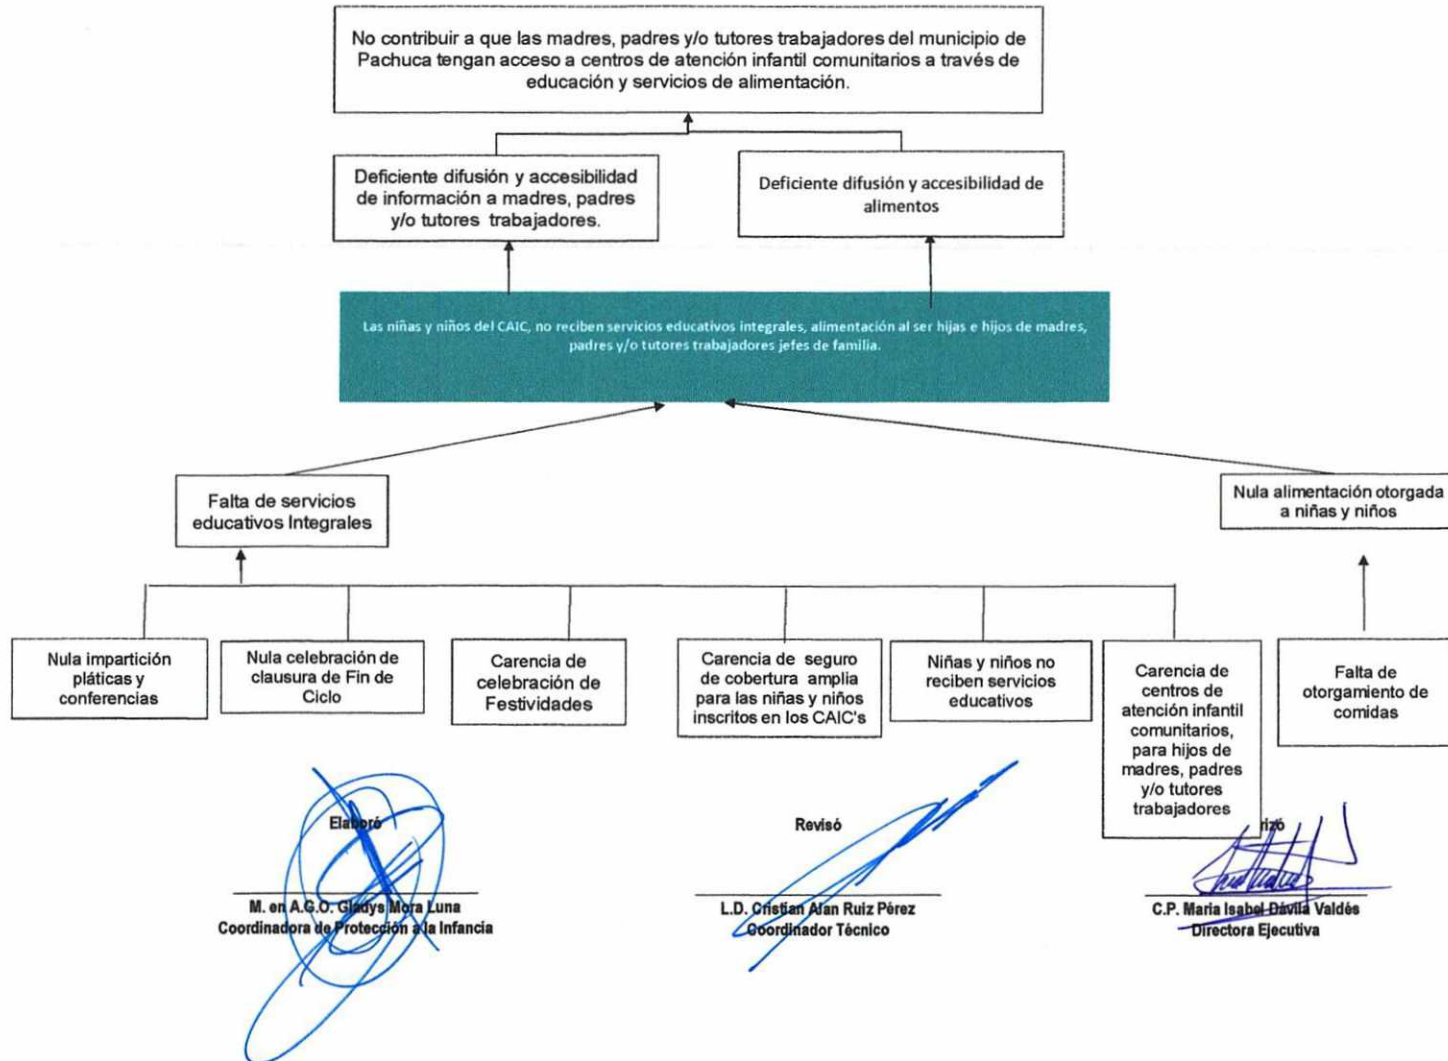 No contribuir a que las madres, padres y/o tutores trabajadores del municipio de
Pachuca tengan acceso a centros de atención infantil comunitarios a través de
educación y servicios de alimentación.
Deficiente difusión y accesibilidad
de información a madres, padres
y/o tutores trabajadores.
Deficiente difusión y accesibilidad de
alimentos
Las niñas y niños del CAIC, no reciben servicios educativos integrales, alimentación al ser hijas e hijos de madres,
padres y/o tutores trabajadores jefes de familia.
Falta de servicios
educativos Integrales
Nula alimentación otorgada
a niñas y niños
Nula impartición
pláticas y
conferencias
Nula celebración de
clausura de Fin de
Ciclo
Carencia de
celebración de
Festividades
Carencia de seguro
de cobertura amplia
para las niñas y niños
inscritos en los CAIC's
Niñas y niños no
reciben servicios
educativos
Carencia de
centros de
atención infantil
comunitarios,
para hijos de
madres, padres
y/o tutores
trabajadores
Falta de
otorgamiento de
comidas
Elaboró
M. en A.G.O. Gladys Mora Luna
Coordinadora de Protección a la Infancia
Revisó
L.D. Cristian Alan Ruiz Pérez
Coordinador Técnico
rizó
C.P. Maria Isabel Dávila Valdés
Directora Ejecutiva